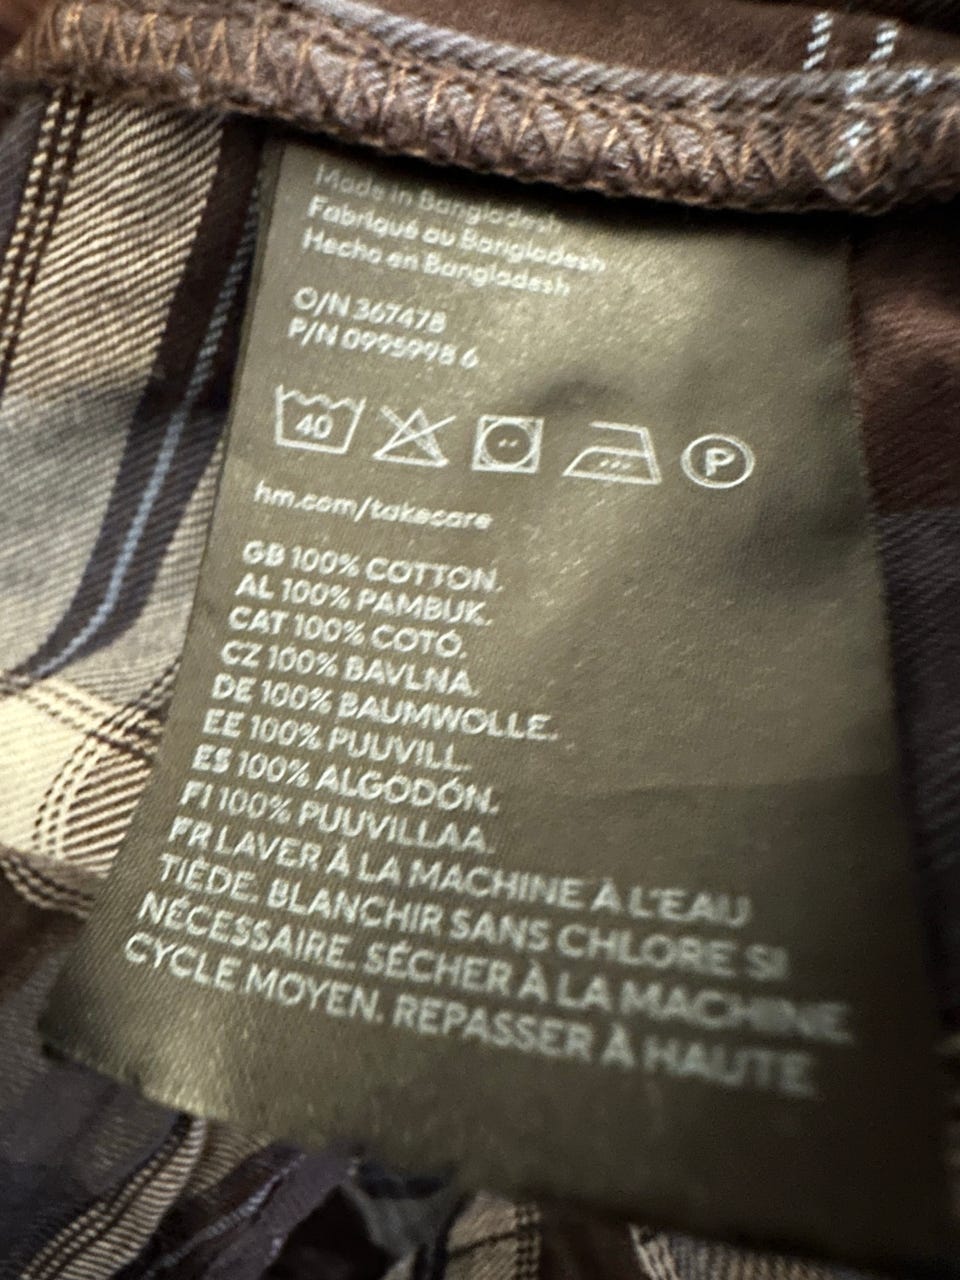 Made in Bangladesh
Fabriqué au Bangladesh
Hecho en Bangladesh
O/N 367478
P/N 0995998 6
40 P
hm.com/takecare
GB 100% COTTON.
AL 100% PAMBUK.
CAT 100% COTÓ.
CZ 100% BAVLNA.
DE 100% BAUMWOLLE.
EE 100% PUUVILL.
ES 100% ALGODÓN.
FI 100% PUUVILLAA.
FR LAVER À LA MACHINE À L'EAU
TIÈDE. BLANCHIR SANS CHLORE SI
NÉCESSAIRE. SÉCHER À LA MACHINE
CYCLE MOYEN. REPASSER À HAUTE